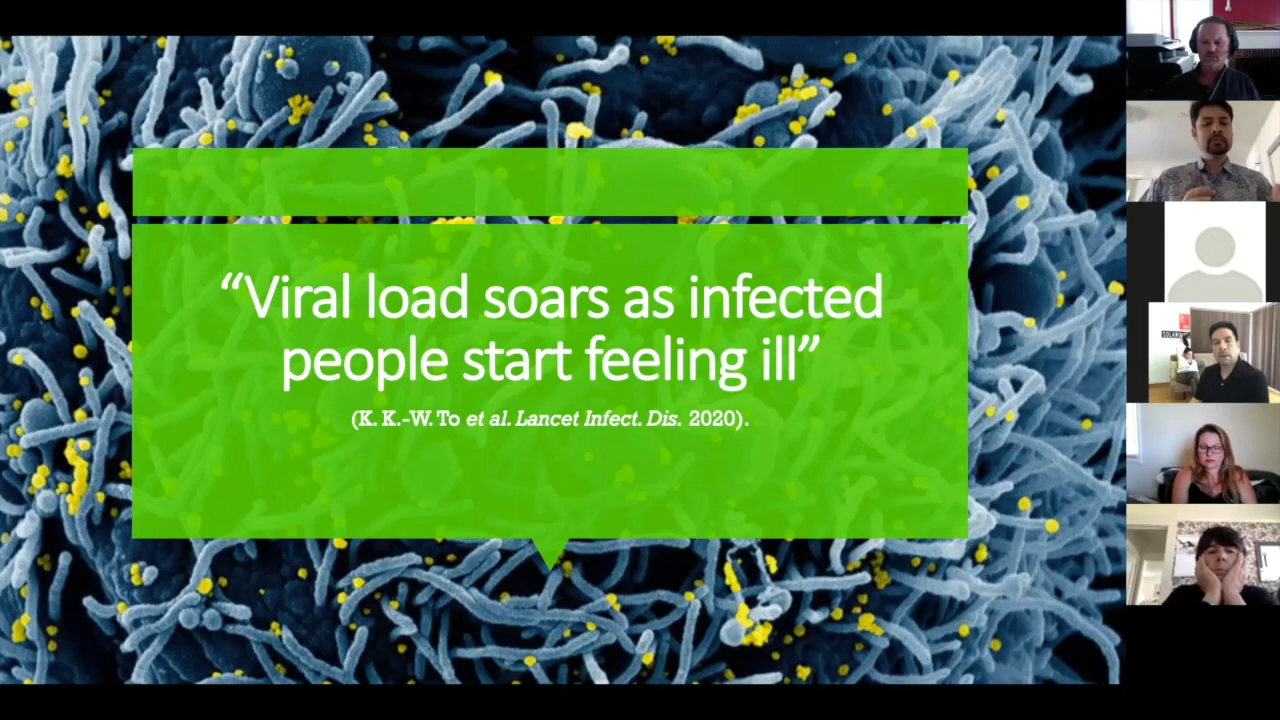 “Viral load soars as infected
people start feeling ill”
(K. K.-W. To et al. Lancet Infect. Dis. 2020).